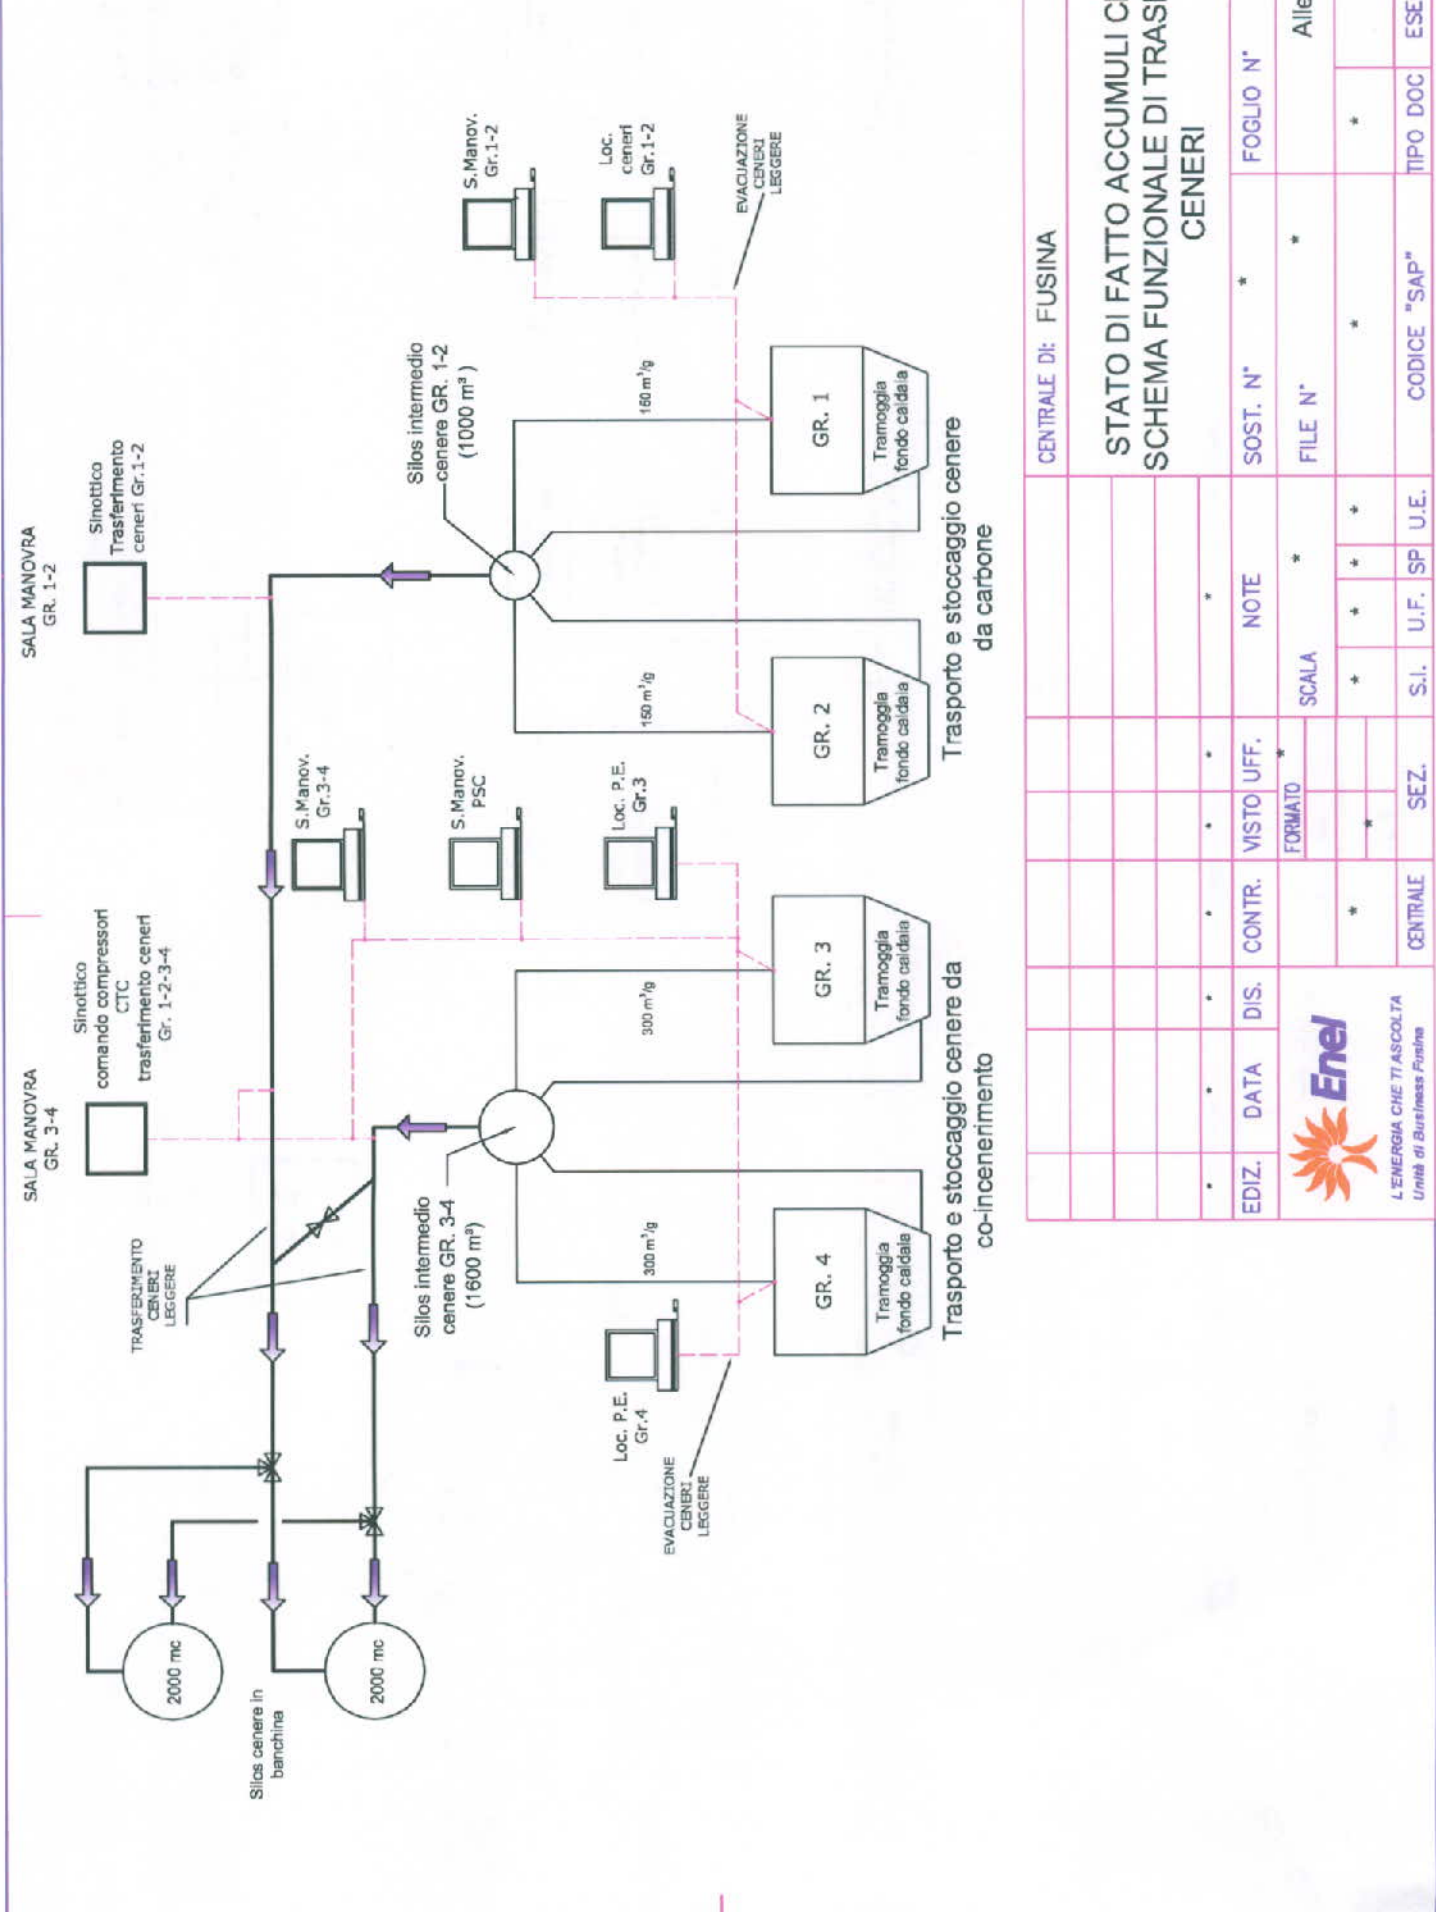 SALA MANOVRA
GR. 3-4
SALA MANOVRA
GR. 1-2
Sinottico
comando compressori
CTC
trasferimento ceneri
Gr. 1-2-3-4
Sinottico
Trasferimento
ceneri Gr.1-2
TRASFERIMENTO
CENERI
LEGGERE
2000 mc
Silos cenere in
banchina
2000 mc
S.Manov.
Gr.3-4
S.Manov.
PSC
Loc. P.E.
Gr.3
S.Manov.
Gr.1-2
Loc.
ceneri
Gr.1-2
Silos intermedio
cenere GR. 3-4
(1600 m³)
Silos intermedio
cenere GR. 1-2
(1000 m³)
Loc. P.E.
Gr.4
EVACUAZIONE
CENERI
LEGGERE
EVACUAZIONE
CENERI
LEGGERE
300 m³/g
300 m³/g
150 m³/g
150 m³/g
GR. 4
GR. 3
GR. 2
GR. 1
Tramoggia
fondo caldaia
Tramoggia
fondo caldaia
Tramoggia
fondo caldaia
Tramoggia
fondo caldaia
Trasporto e stoccaggio cenere da
co-incenerimento
Trasporto e stoccaggio cenere
da carbone
CENTRALE DI: FUSINA
STATO DI FATTO ACCUMULI
SCHEMA FUNZIONALE DI
CENERI
* * * * * * *
EDIZ. DATA DIS. CONTR. VISTO UFF. NOTE SOST. N° * FOGLIO N°
FORMATO * SCALA * FILE N° *
Enel
L'ENERGIA CHE TI ASCOLTA
Unità di Business Fusina
* * * * * * * *
CENTRALE SEZ. S.I. U.F. SP U.E. CODICE "SAP" TIPO DOC